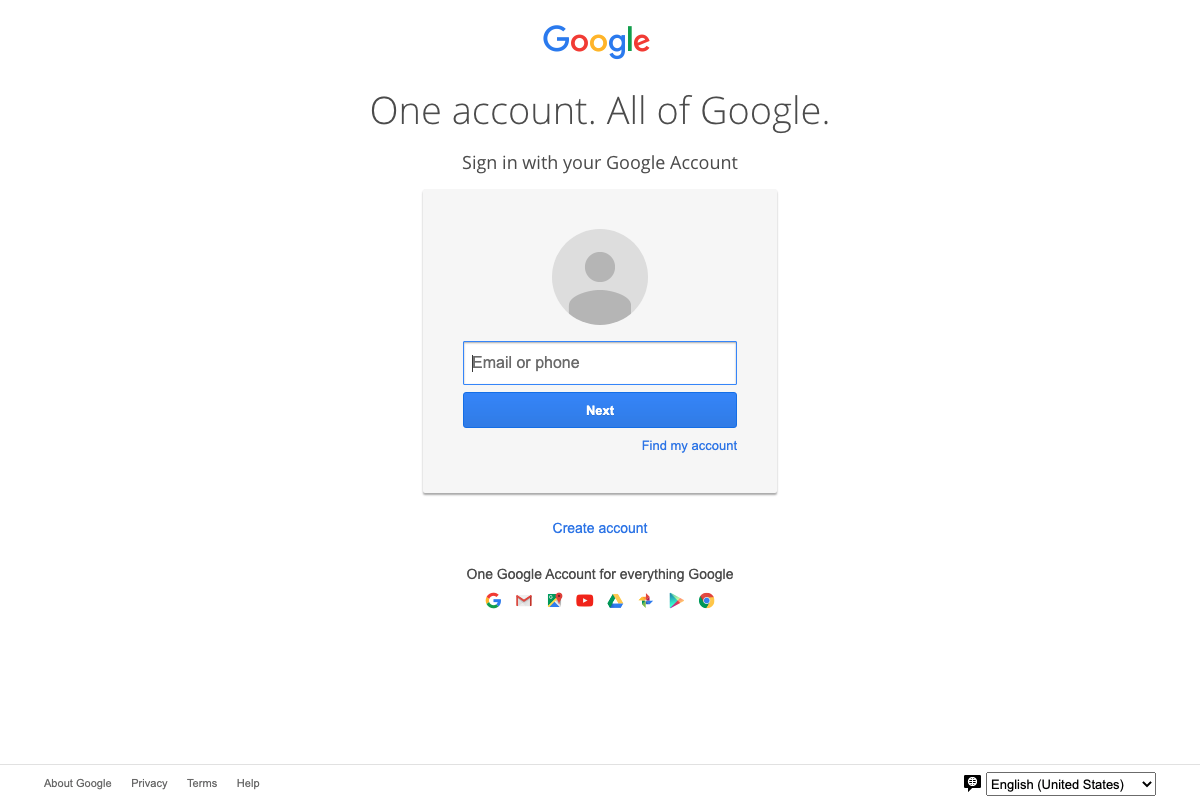 Google
One account. All of Google.
Sign in with your Google Account
Email or phone
Next
Find my account
Create account
One Google Account for everything Google
About Google Privacy Terms Help English (United States)